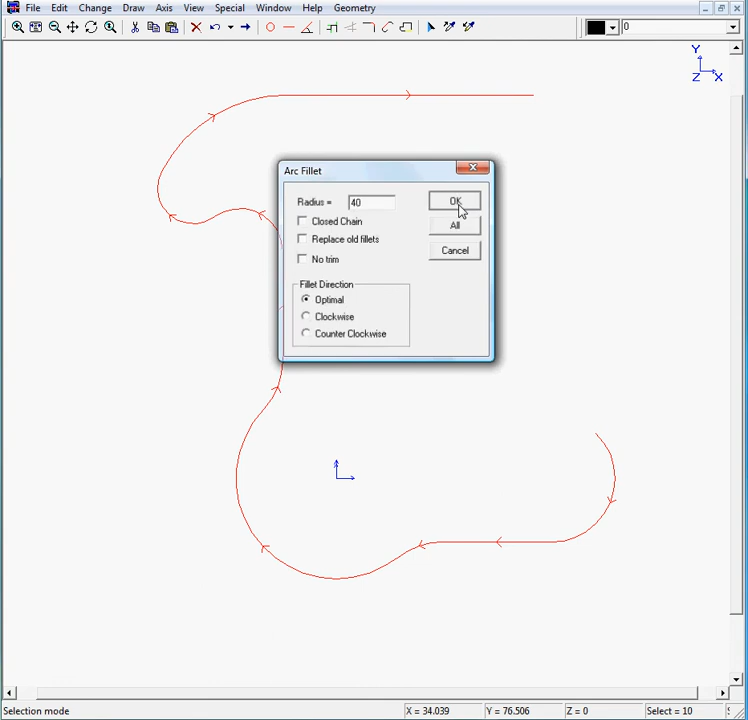 File Edit Change Draw Axis View Special Window Help Geometry
0
Y
Z X
Arc Fillet
Radius = 40 OK
Closed Chain All
Replace old fillets
No trim Cancel
Fillet Direction
Optimal
Clockwise
Counter Clockwise
Selection mode X = 34.039 Y = 76.506 Z = 0 Select = 10